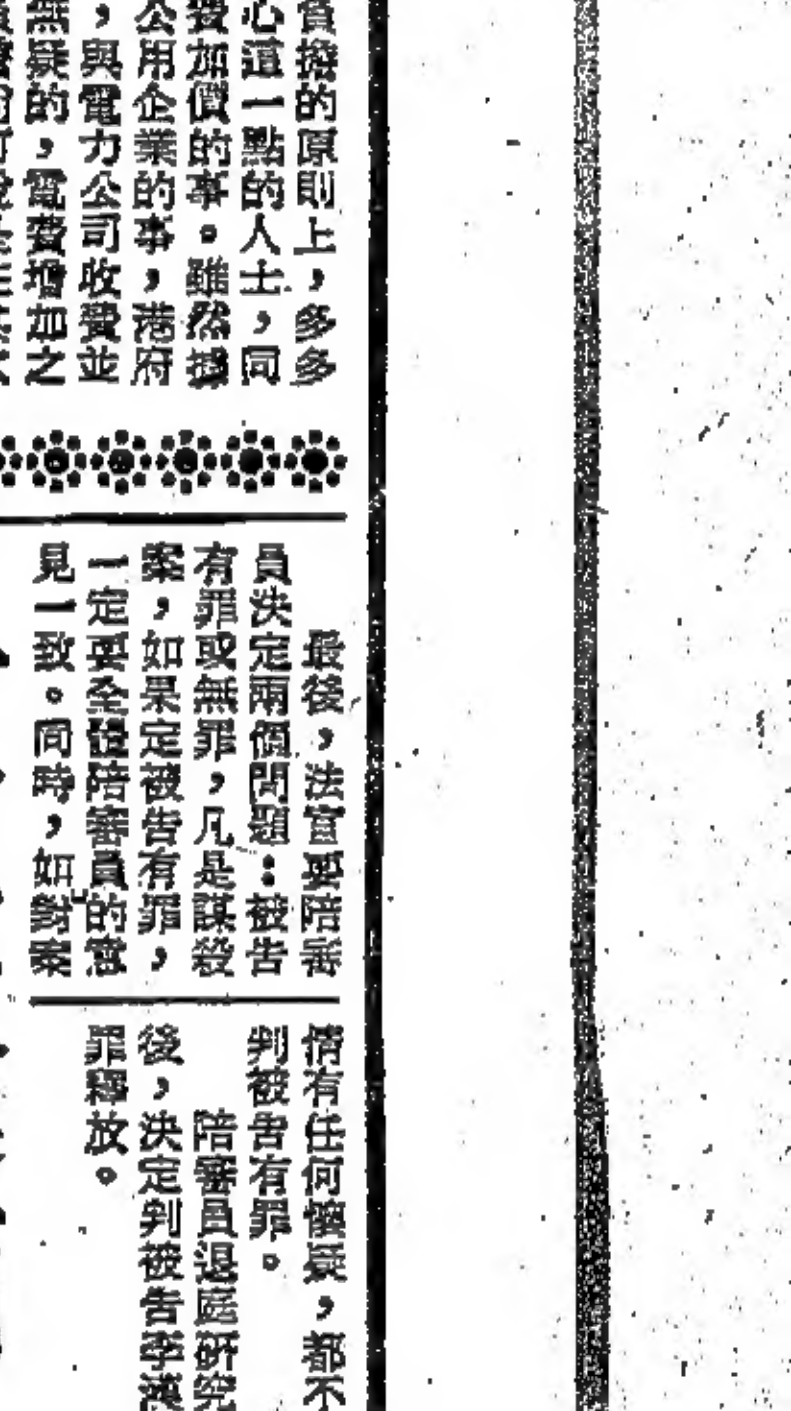 負擔的原則上，多多
心這一點的人士，同
費加價的事。雖然
公用企業的事，港府
，與電力公司收費並
無疑的，電費增加之
最後，法官要陪審
員決定兩個問題：被告
有罪或無罪，凡是謀殺
案，如果定被告有罪，
一定要全體陪審員的意
見一致。同時，如對案
情有任何懷疑，都不
判被告有罪。
陪審員退庭研究
後，決定判被告李漢
罪釋放。